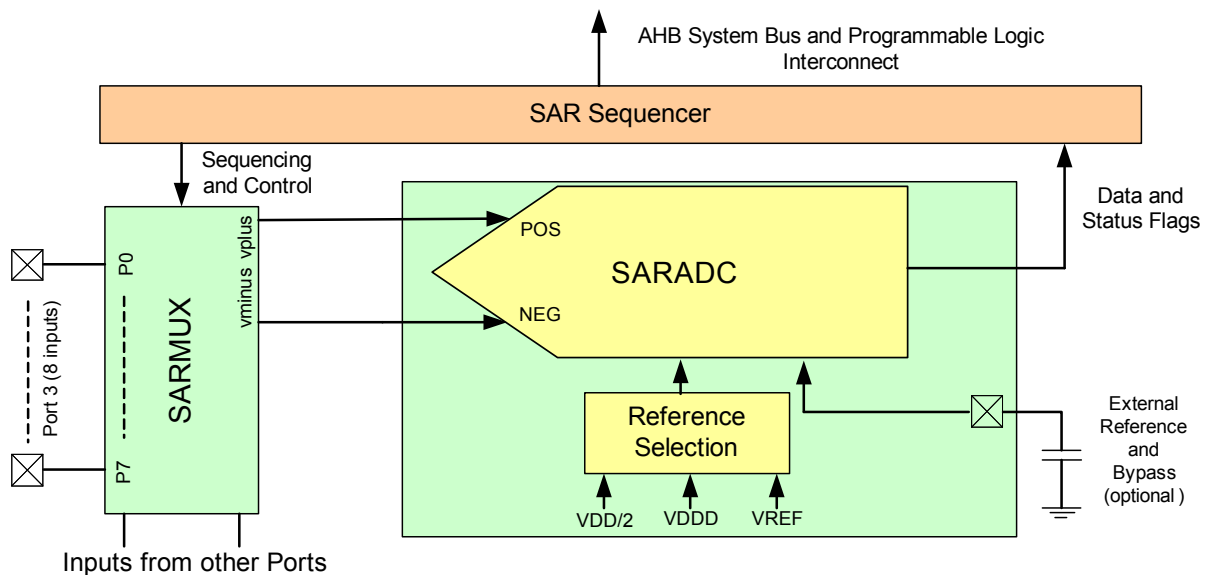 AHB System Bus and Programmable Logic
Interconnect
SAR Sequencer
Sequencing
and Control
Data and
Status Flags
vminus vplus
POS
NEG
SARADC
P0
P7
SARMUX
Port 3 (8 inputs)
Reference
Selection
VDD/2
VDDD
VREF
External
Reference
and
Bypass
(optional)
Inputs from other Ports